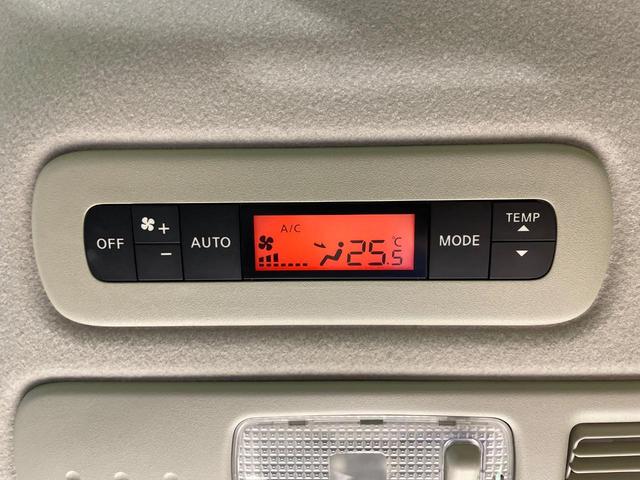 OFF
+
−
AUTO
A/C
25.5 °C
MODE
TEMP